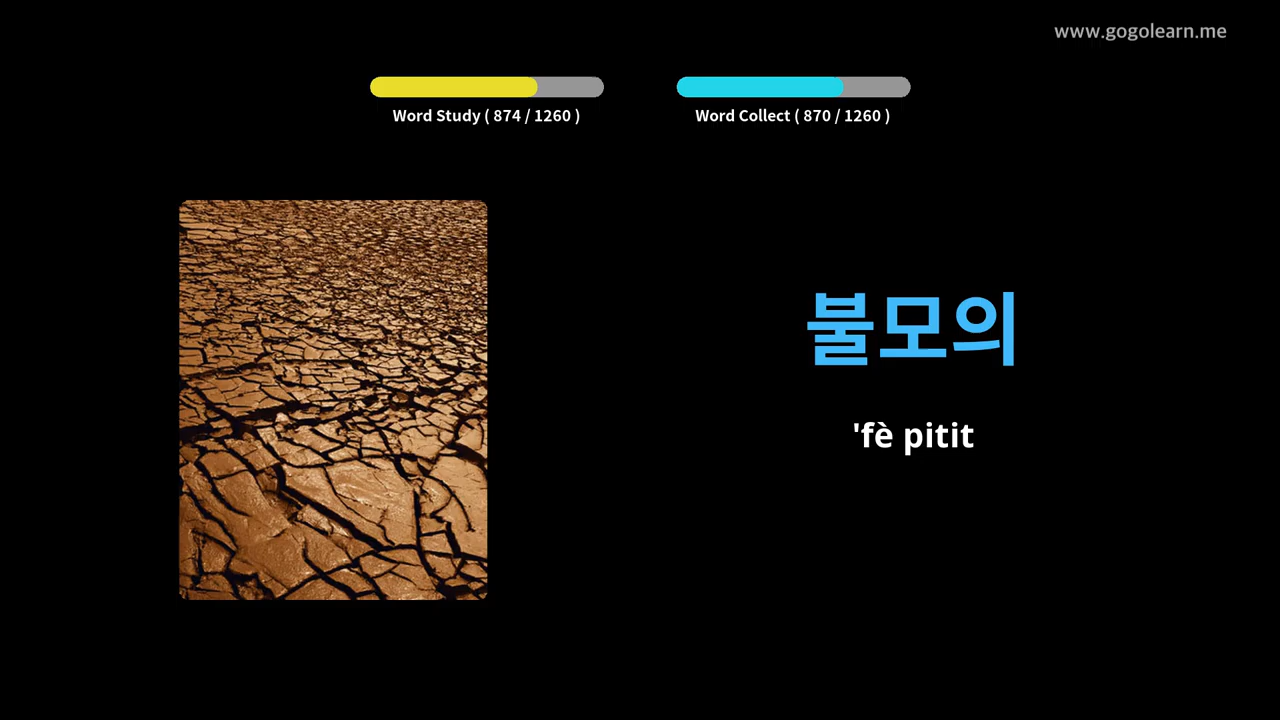 www.gogolearn.me
Word Study ( 874 / 1260 )
Word Collect ( 870 / 1260 )
불모의
'fè pitit